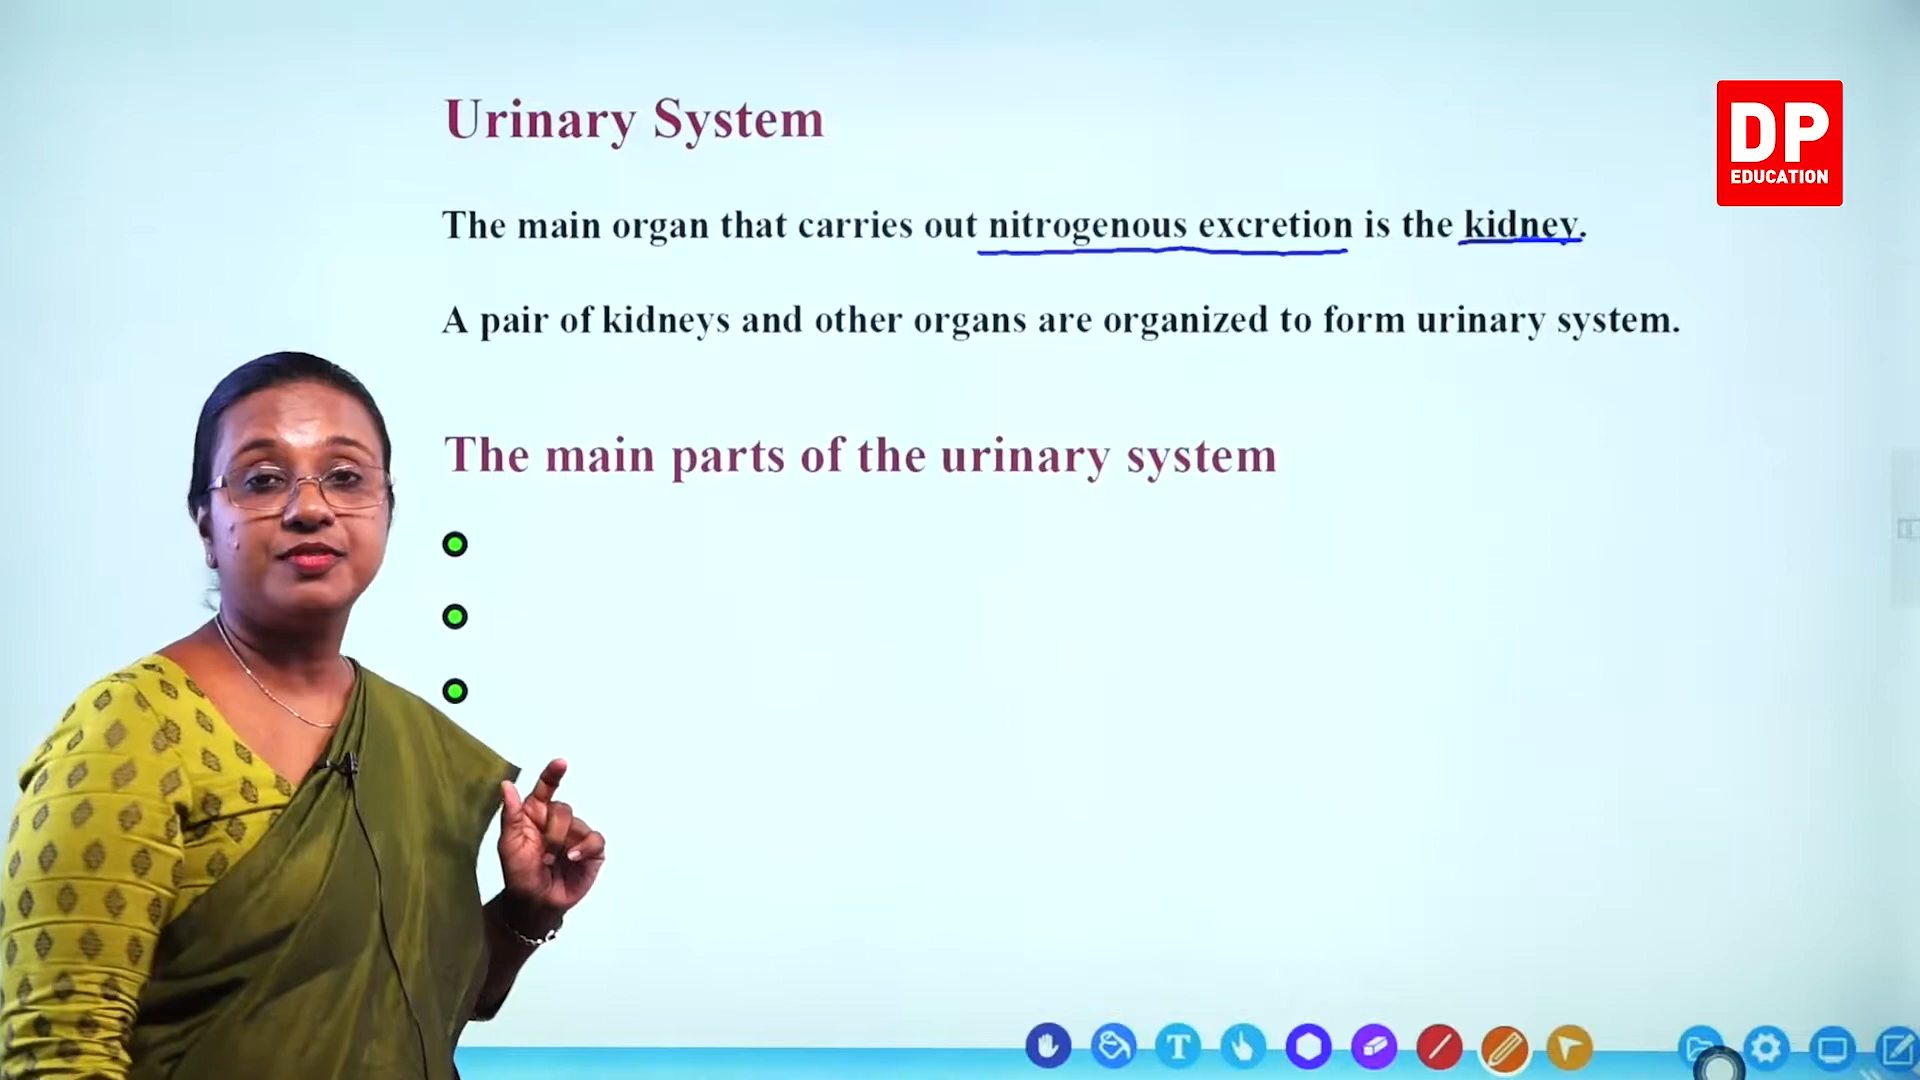 Urinary System
DP
EDUCATION
The main organ that carries out nitrogenous excretion is the kidney.
A pair of kidneys and other organs are organized to form urinary system.
The main parts of the urinary system
T